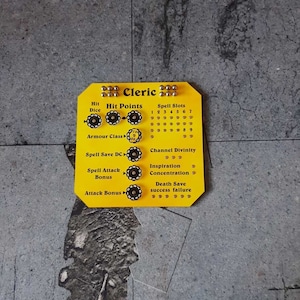 Cleric
Hit Dice
Hit Points
Spell Slots
1 2 3 4 5 6 7
Armour Class
8 9
Spell Save DC
Channel Divinity
Spell Attack Bonus
Inspiration
Concentration
Attack Bonus
Death Save
success failure